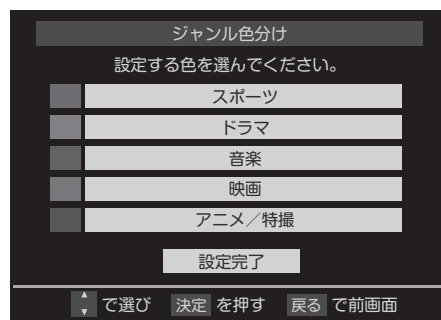 ジャンル色分け
設定する色を選んでください。
スポーツ
ドラマ
音楽
映画
アニメ／特撮
設定完了
で選び 決定 を押す 戻る で前画面